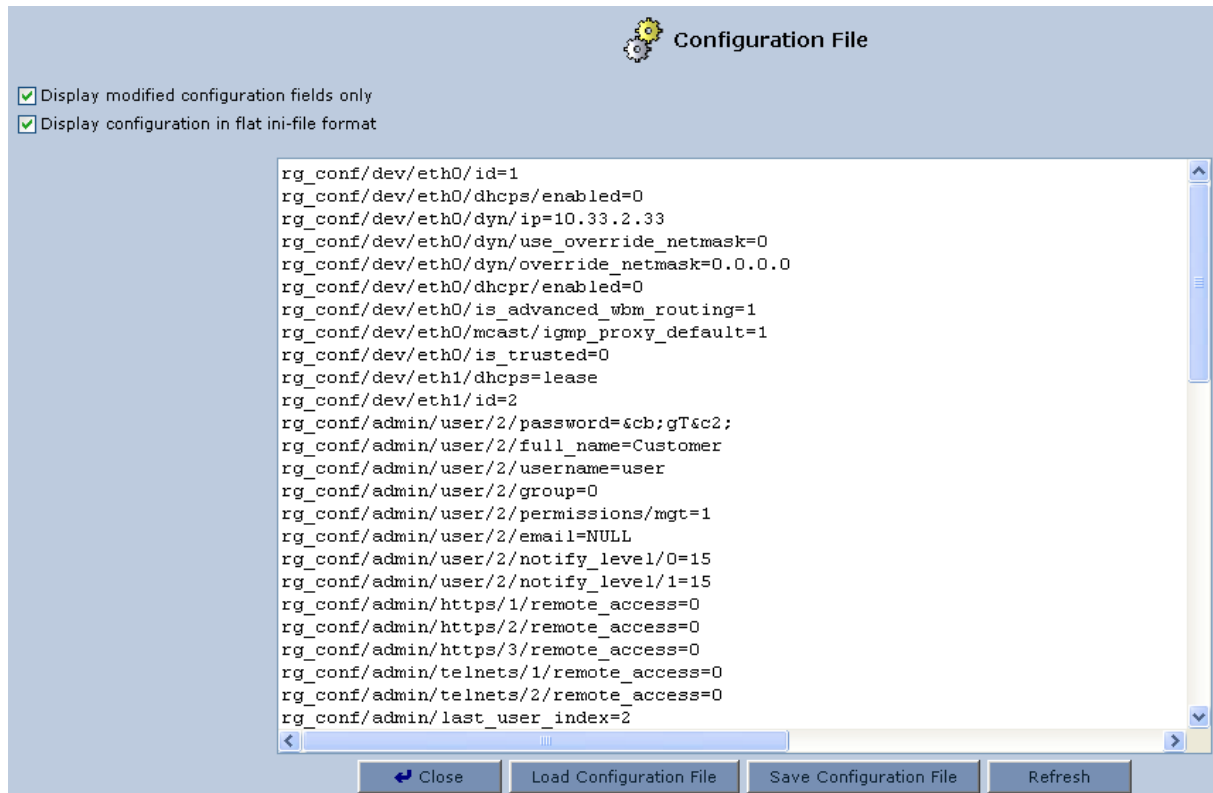 Configuration File
Display modified configuration fields only
Display configuration in flat ini-file format
rg_conf/dev/eth0/id=1
rg_conf/dev/eth0/dhcps/enabled=0
rg_conf/dev/eth0/dyn/ip=10.33.2.33
rg_conf/dev/eth0/dyn/use_override_netmask=0
rg_conf/dev/eth0/dyn/override_netmask=0.0.0.0
rg_conf/dev/eth0/dhcpr/enabled=0
rg_conf/dev/eth0/is_advanced_wbm_routing=1
rg_conf/dev/eth0/mcast/igmp_proxy_default=1
rg_conf/dev/eth0/is_trusted=0
rg_conf/dev/eth1/dhcps=lease
rg_conf/dev/eth1/id=2
rg_conf/admin/user/2/password=&cb;gT&c2;
rg_conf/admin/user/2/full_name=Customer
rg_conf/admin/user/2/username=user
rg_conf/admin/user/2/group=0
rg_conf/admin/user/2/permissions/mgt=1
rg_conf/admin/user/2/email=NULL
rg_conf/admin/user/2/notify_level/0=15
rg_conf/admin/user/2/notify_level/1=15
rg_conf/admin/https/1/remote_access=0
rg_conf/admin/https/2/remote_access=0
rg_conf/admin/https/3/remote_access=0
rg_conf/admin/telnets/1/remote_access=0
rg_conf/admin/telnets/2/remote_access=0
rg_conf/admin/last_user_index=2
Close Load Configuration File Save Configuration File Refresh